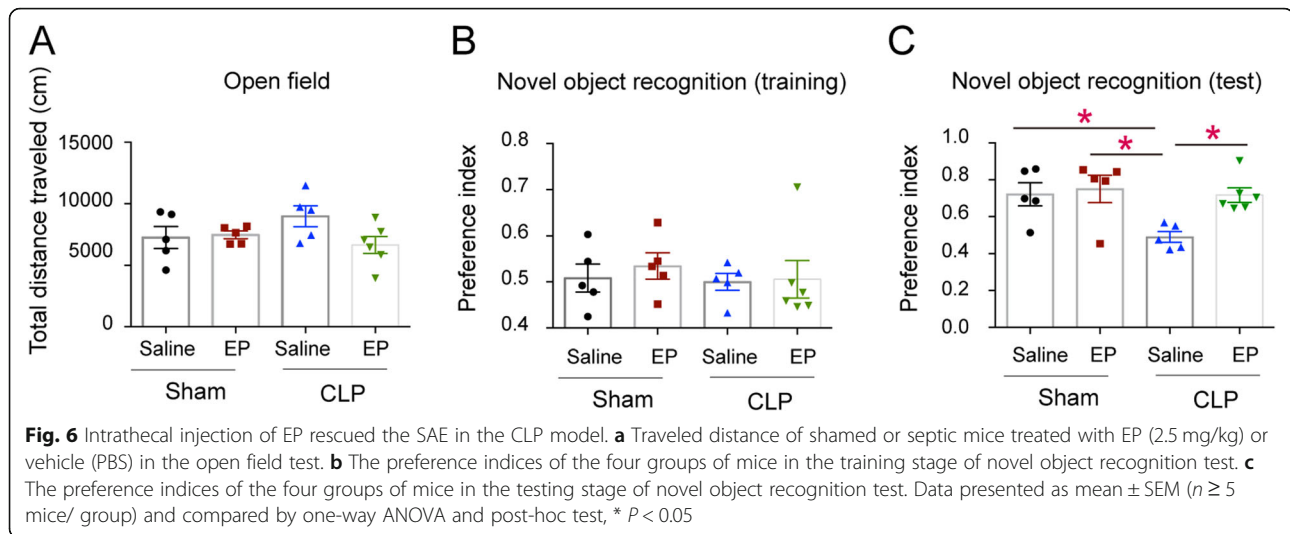 A
Open field
Total distance traveled (cm)
15000
10000
5000
0
Saline EP Saline EP
Sham CLP
B
Novel object recognition (training)
Preference index
0.8
0.7
0.6
0.5
0.4
Saline EP Saline EP
Sham CLP
C
Novel object recognition (test)
Preference index
1.0
0.8
0.6
0.4
0.2
0.0
* * *
Saline EP Saline EP
Sham CLP
Fig. 6 Intrathecal injection of EP rescued the SAE in the CLP model. a Traveled distance of shamed or septic mice treated with EP (2.5 mg/kg) or
vehicle (PBS) in the open field test. b The preference indices of the four groups of mice in the training stage of novel object recognition test. c
The preference indices of the four groups of mice in the testing stage of novel object recognition test. Data presented as mean ± SEM (n ≥ 5
mice/ group) and compared by one-way ANOVA and post-hoc test, * P < 0.05